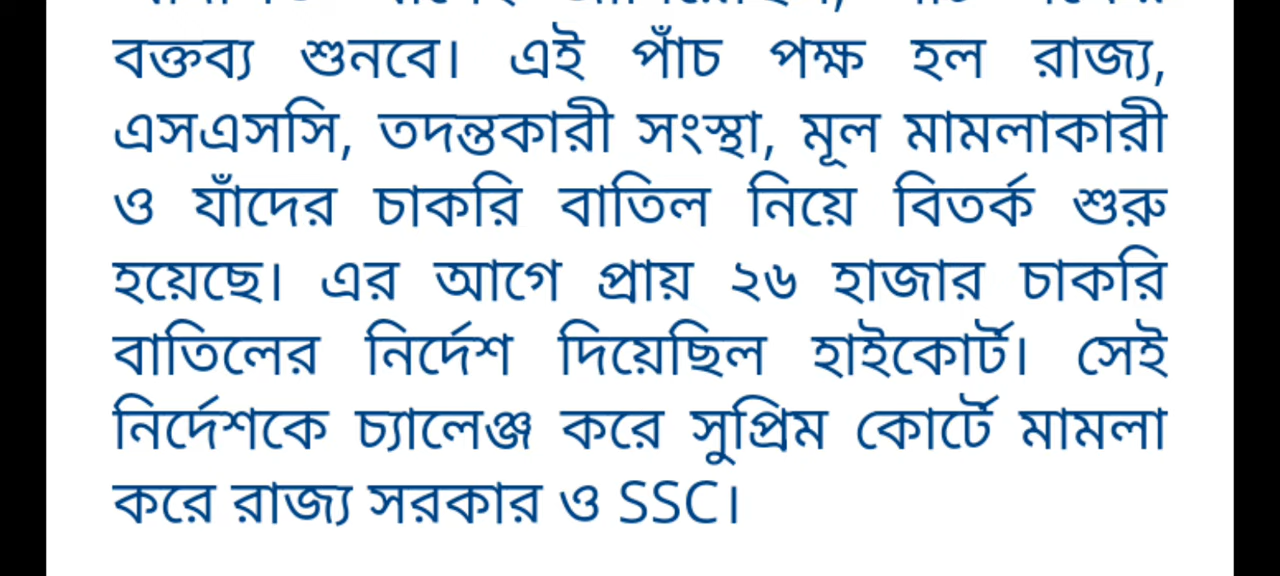 বক্তব্য শুনবে। এই পাঁচ পক্ষ হল রাজ্য,
এসএসসি, তদন্তকারী সংস্থা, মূল মামলাকারী
ও যাঁদের চাকরি বাতিল নিয়ে বিতর্ক শুরু
হয়েছে। এর আগে প্রায় ২৬ হাজার চাকরি
বাতিলের নির্দেশ দিয়েছিল হাইকোর্ট। সেই
নির্দেশকে চ্যালেঞ্জ করে সুপ্রিম কোর্টে মামলা
করে রাজ্য সরকার ও SSC।